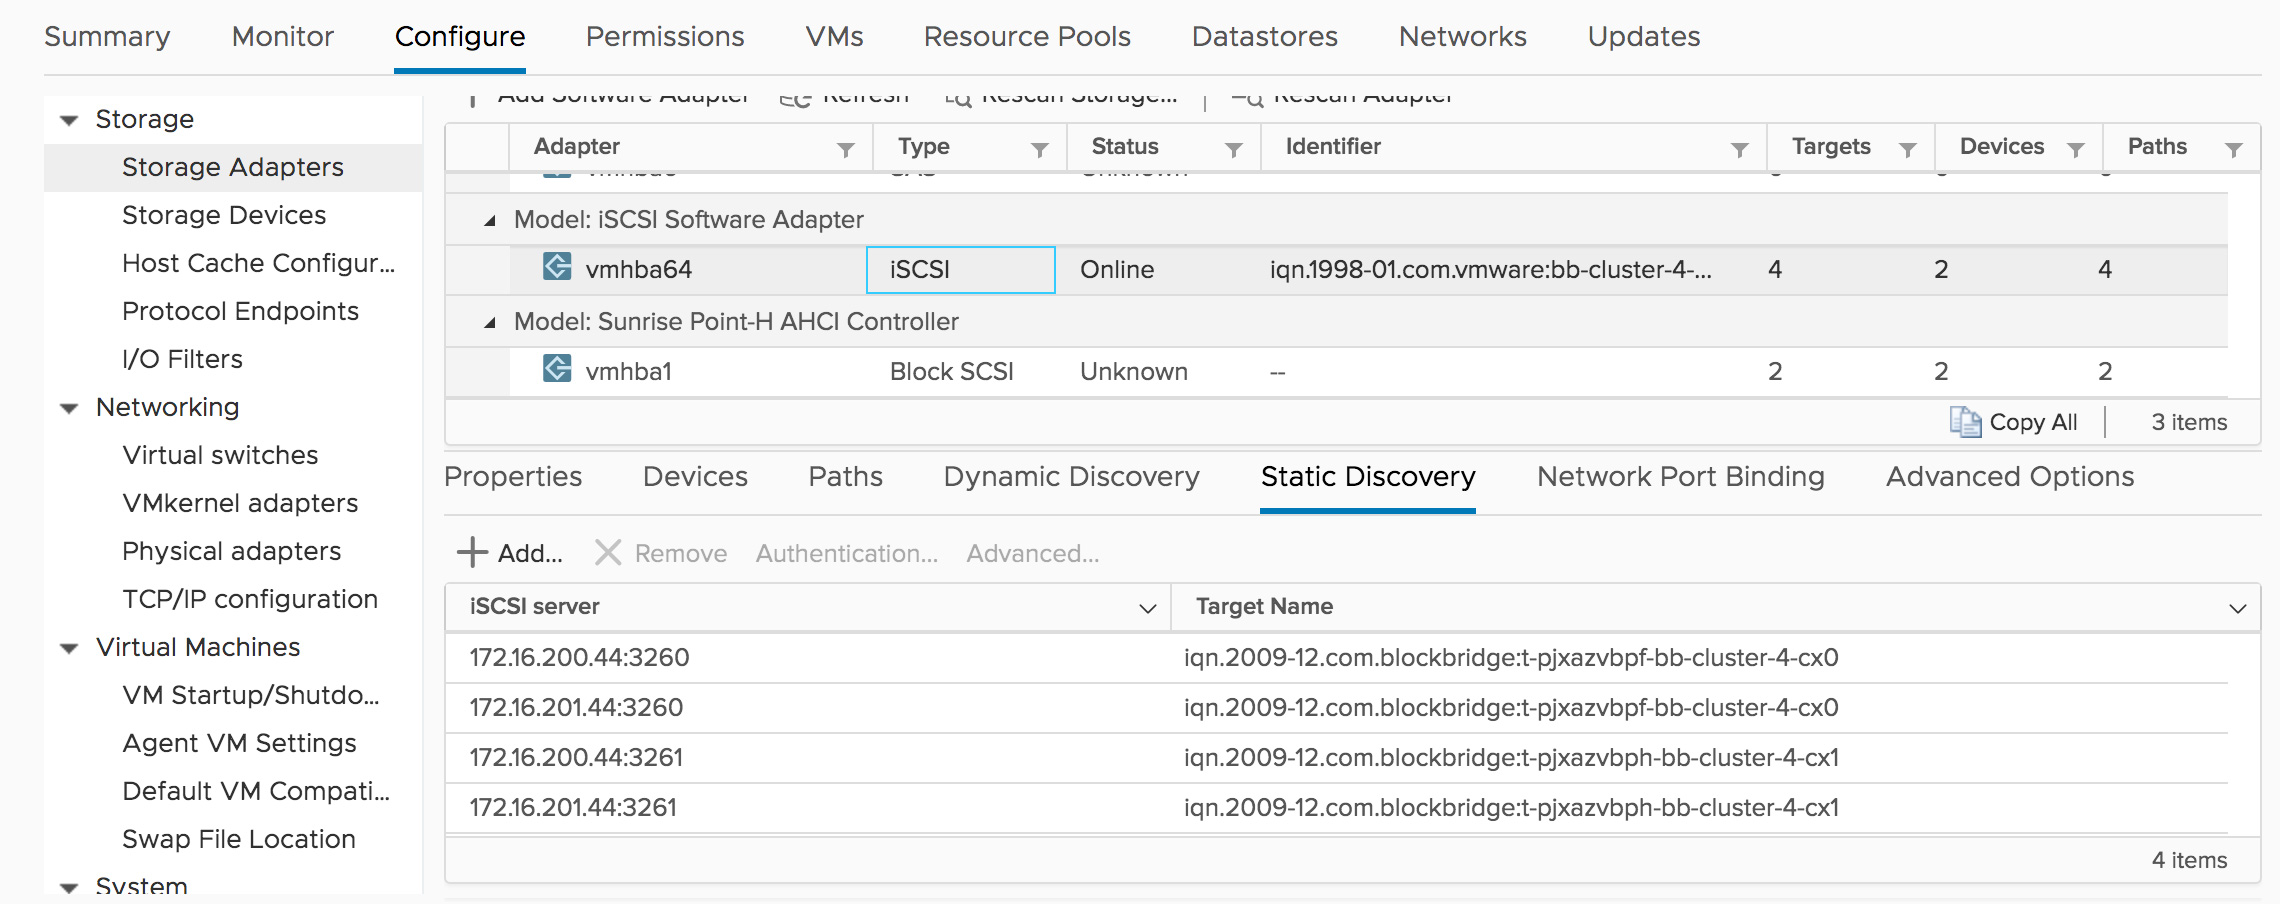 Summary Monitor Configure Permissions VMs Resource Pools Datastores Networks Updates
Storage
Storage Adapters
Storage Devices
Host Cache Configur...
Protocol Endpoints
I/O Filters
Networking
Virtual switches
VMkernel adapters
Physical adapters
TCP/IP configuration
Virtual Machines
VM Startup/Shutdo...
Agent VM Settings
Default VM Compati...
Swap File Location
System
Add Software Adapter Refresh Rescan Storage... Rescan Adapter
Adapter Type Status Identifier Targets Devices Paths
Model: iSCSI Software Adapter
vmhba64 iSCSI Online iqn.1998-01.com.vmware:bb-cluster-4-... 4 2 4
Model: Sunrise Point-H AHCI Controller
vmhba1 Block SCSI Unknown -- 2 2 2
Copy All 3 items
Properties Devices Paths Dynamic Discovery Static Discovery Network Port Binding Advanced Options
Add... Remove Authentication... Advanced...
iSCSI server Target Name
172.16.200.44:3260 iqn.2009-12.com.blockbridge:t-pjxazvbpf-bb-cluster-4-cx0
172.16.201.44:3260 iqn.2009-12.com.blockbridge:t-pjxazvbpf-bb-cluster-4-cx0
172.16.200.44:3261 iqn.2009-12.com.blockbridge:t-pjxazvbph-bb-cluster-4-cx1
172.16.201.44:3261 iqn.2009-12.com.blockbridge:t-pjxazvbph-bb-cluster-4-cx1
4 items